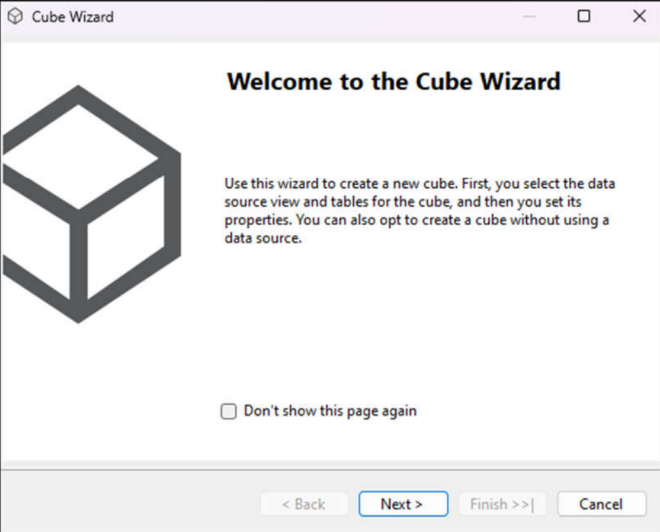 Cube Wizard
Welcome to the Cube Wizard
Use this wizard to create a new cube. First, you select the data
source view and tables for the cube, and then you set its
properties. You can also opt to create a cube without using a
data source.
Don't show this page again
< Back
Next >
Finish >>|
Cancel